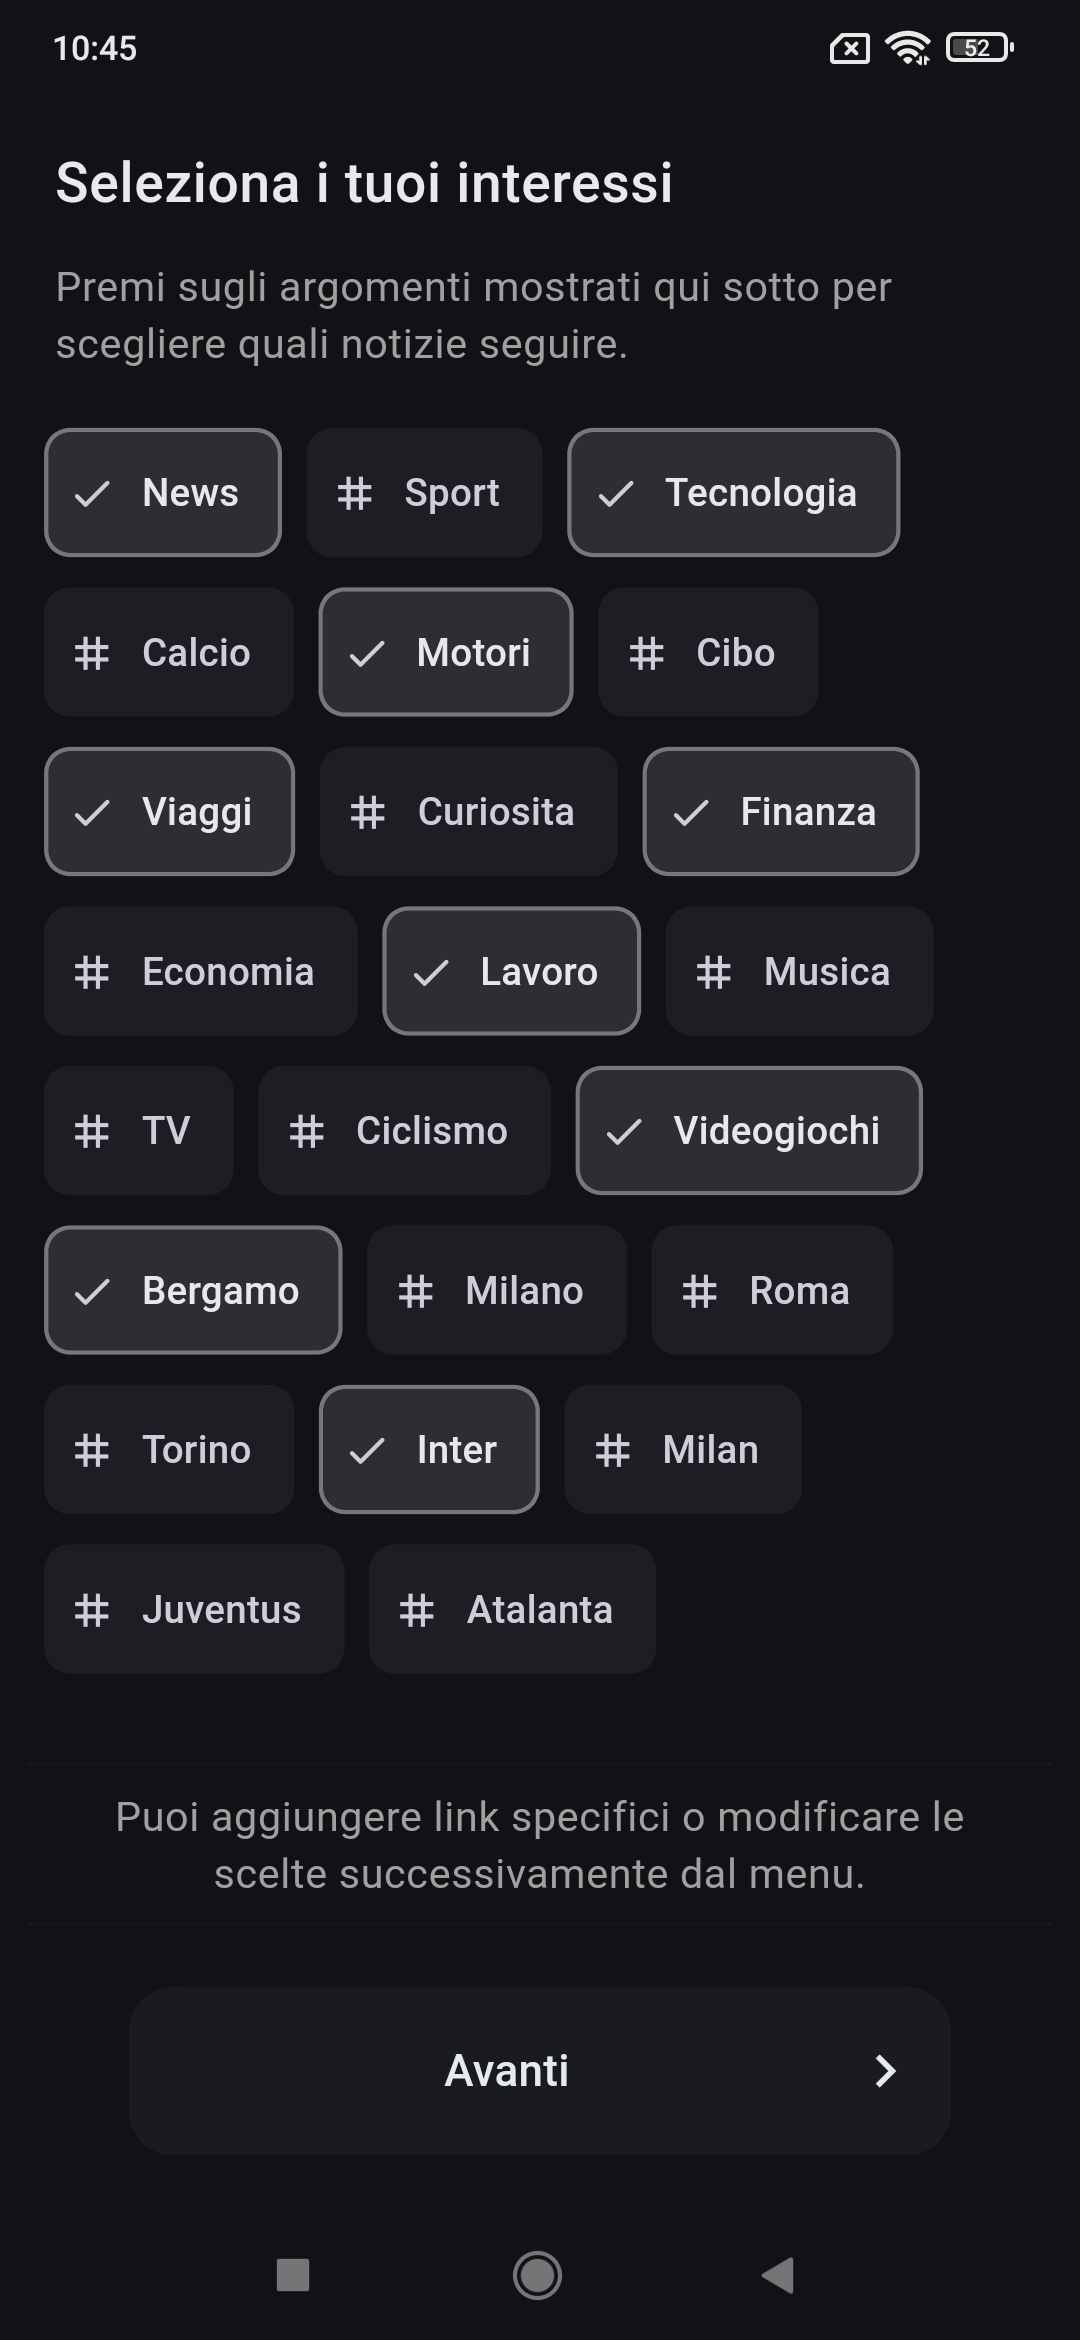 10:45
52
Seleziona i tuoi interessi
Premi sugli argomenti mostrati qui sotto per
scegliere quali notizie seguire.
News
# Sport
Tecnologia
# Calcio
Motori
# Cibo
Viaggi
# Curiosita
Finanza
# Economia
Lavoro
# Musica
# TV
# Ciclismo
Videogiochi
Bergamo
# Milano
# Roma
# Torino
Inter
# Milan
# Juventus
# Atalanta
Puoi aggiungere link specifici o modificare le
scelte successivamente dal menu.
Avanti